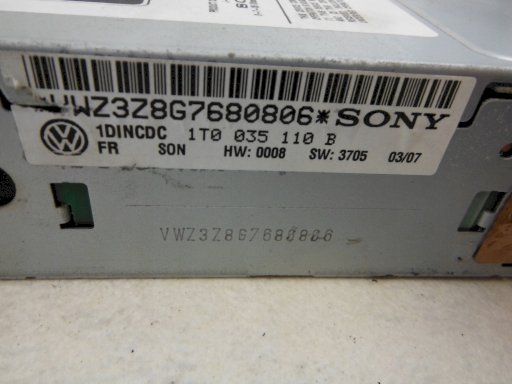 *VWZ3Z8G7680806*SONY
1DINCDC 1T0 035 110 B
FR SON HW: 0008 SW: 3705 03/07
VWZ3Z8G7680806